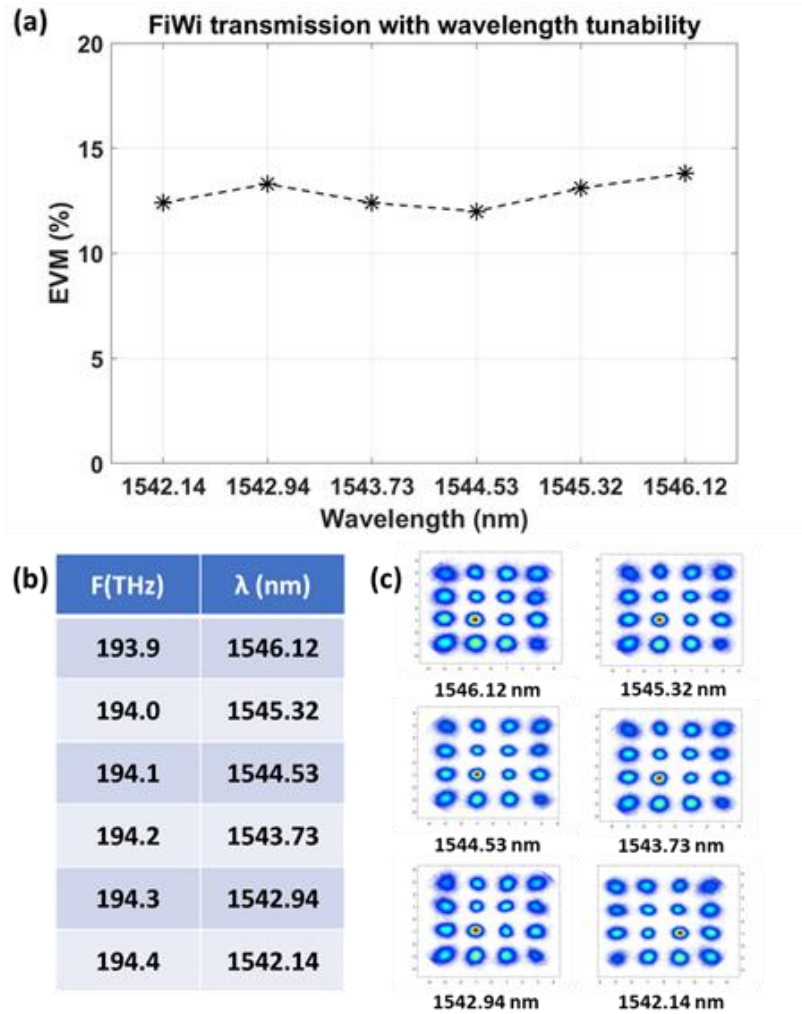 (a)
FiWi transmission with wavelength tunability
20
15
10
5
0
EVM (%)
1542.14 1542.94 1543.73 1544.53 1545.32 1546.12
Wavelength (nm)
(b)
F(THz) λ (nm)
193.9 1546.12
194.0 1545.32
194.1 1544.53
194.2 1543.73
194.3 1542.94
194.4 1542.14
(c)
1546.12 nm 1545.32 nm
1544.53 nm 1543.73 nm
1542.94 nm 1542.14 nm